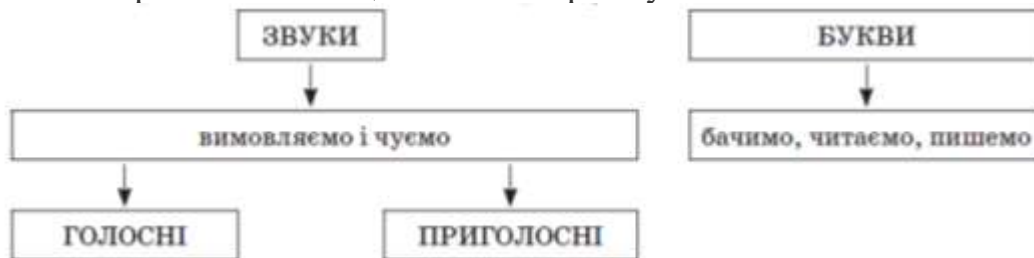 ЗВУКИ
БУКВИ
вимовляємо і чуємо
бачимо, читаємо, пишемо
ГОЛОСНІ
ПРИГОЛОСНІ